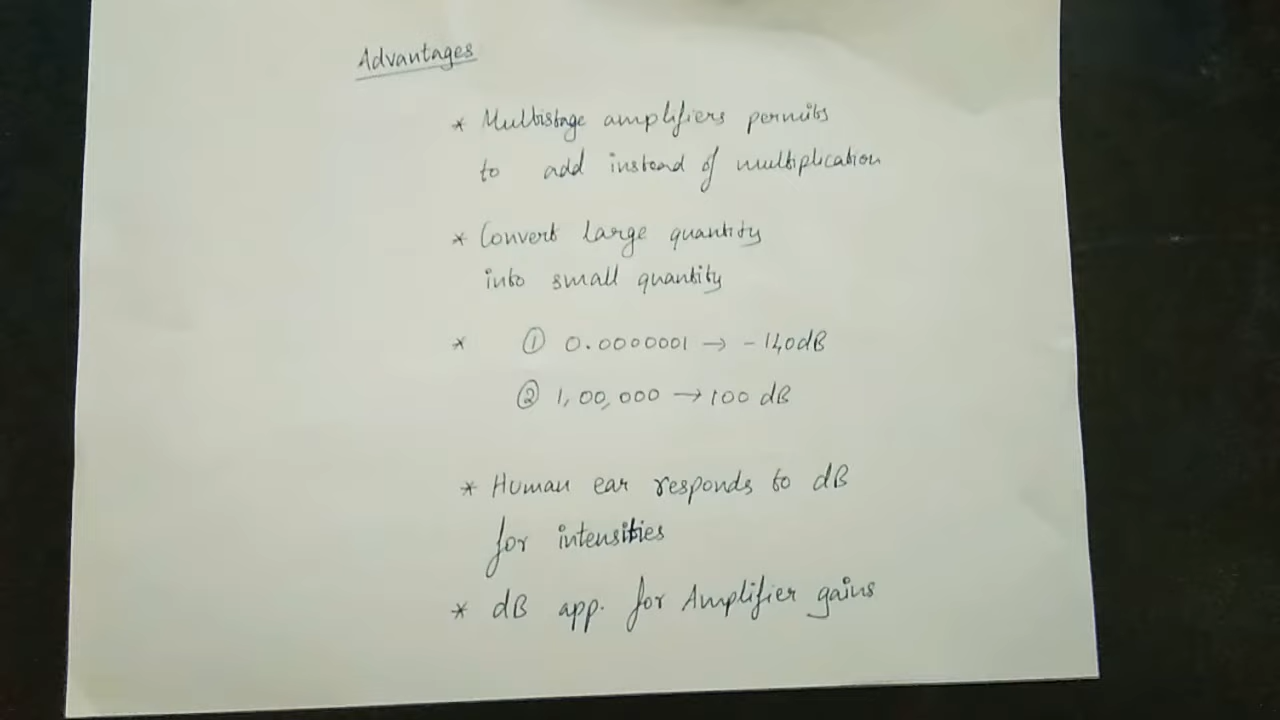 Advantages
* Multistage amplifiers permits
to add instead of multiplication
* Convert large quantity
into small quantity
* ① 0.0000001 → - 140dB
② 1,00,000 → 100 dB
* Human ear responds to dB
for intensities
* dB app. for Amplifier gains